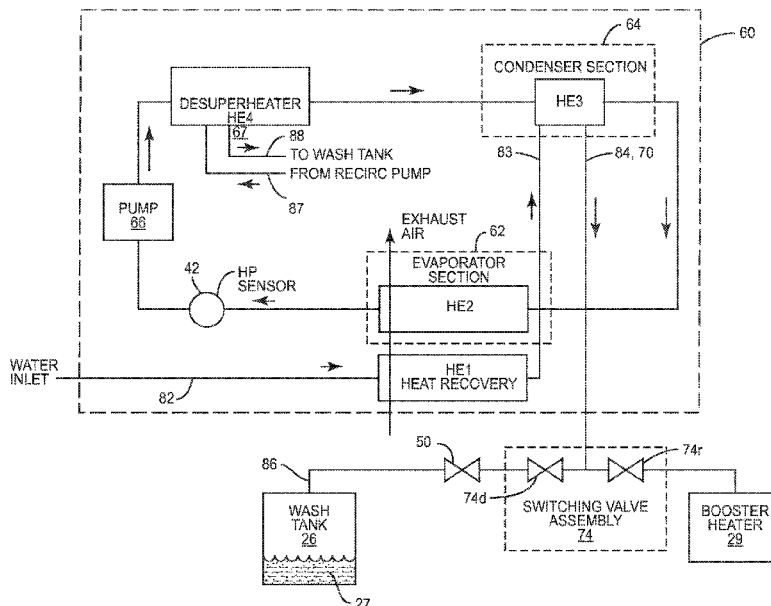 64
60
CONDENSER SECTION
DESUPERHEATER
HE4
67
HE3
88
TO WASH TANK
FROM RECIRC PUMP
87
83
84, 70
PUMP
66
EXHAUST
AIR
62
EVAPORATOR
SECTION
42
HP
SENSOR
HE2
WATER
INLET
HE1
HEAT RECOVERY
82
50
74r
86
74d
WASH
TANK
26
SWITCHING VALVE
ASSEMBLY
74
BOOSTER
HEATER
29
27